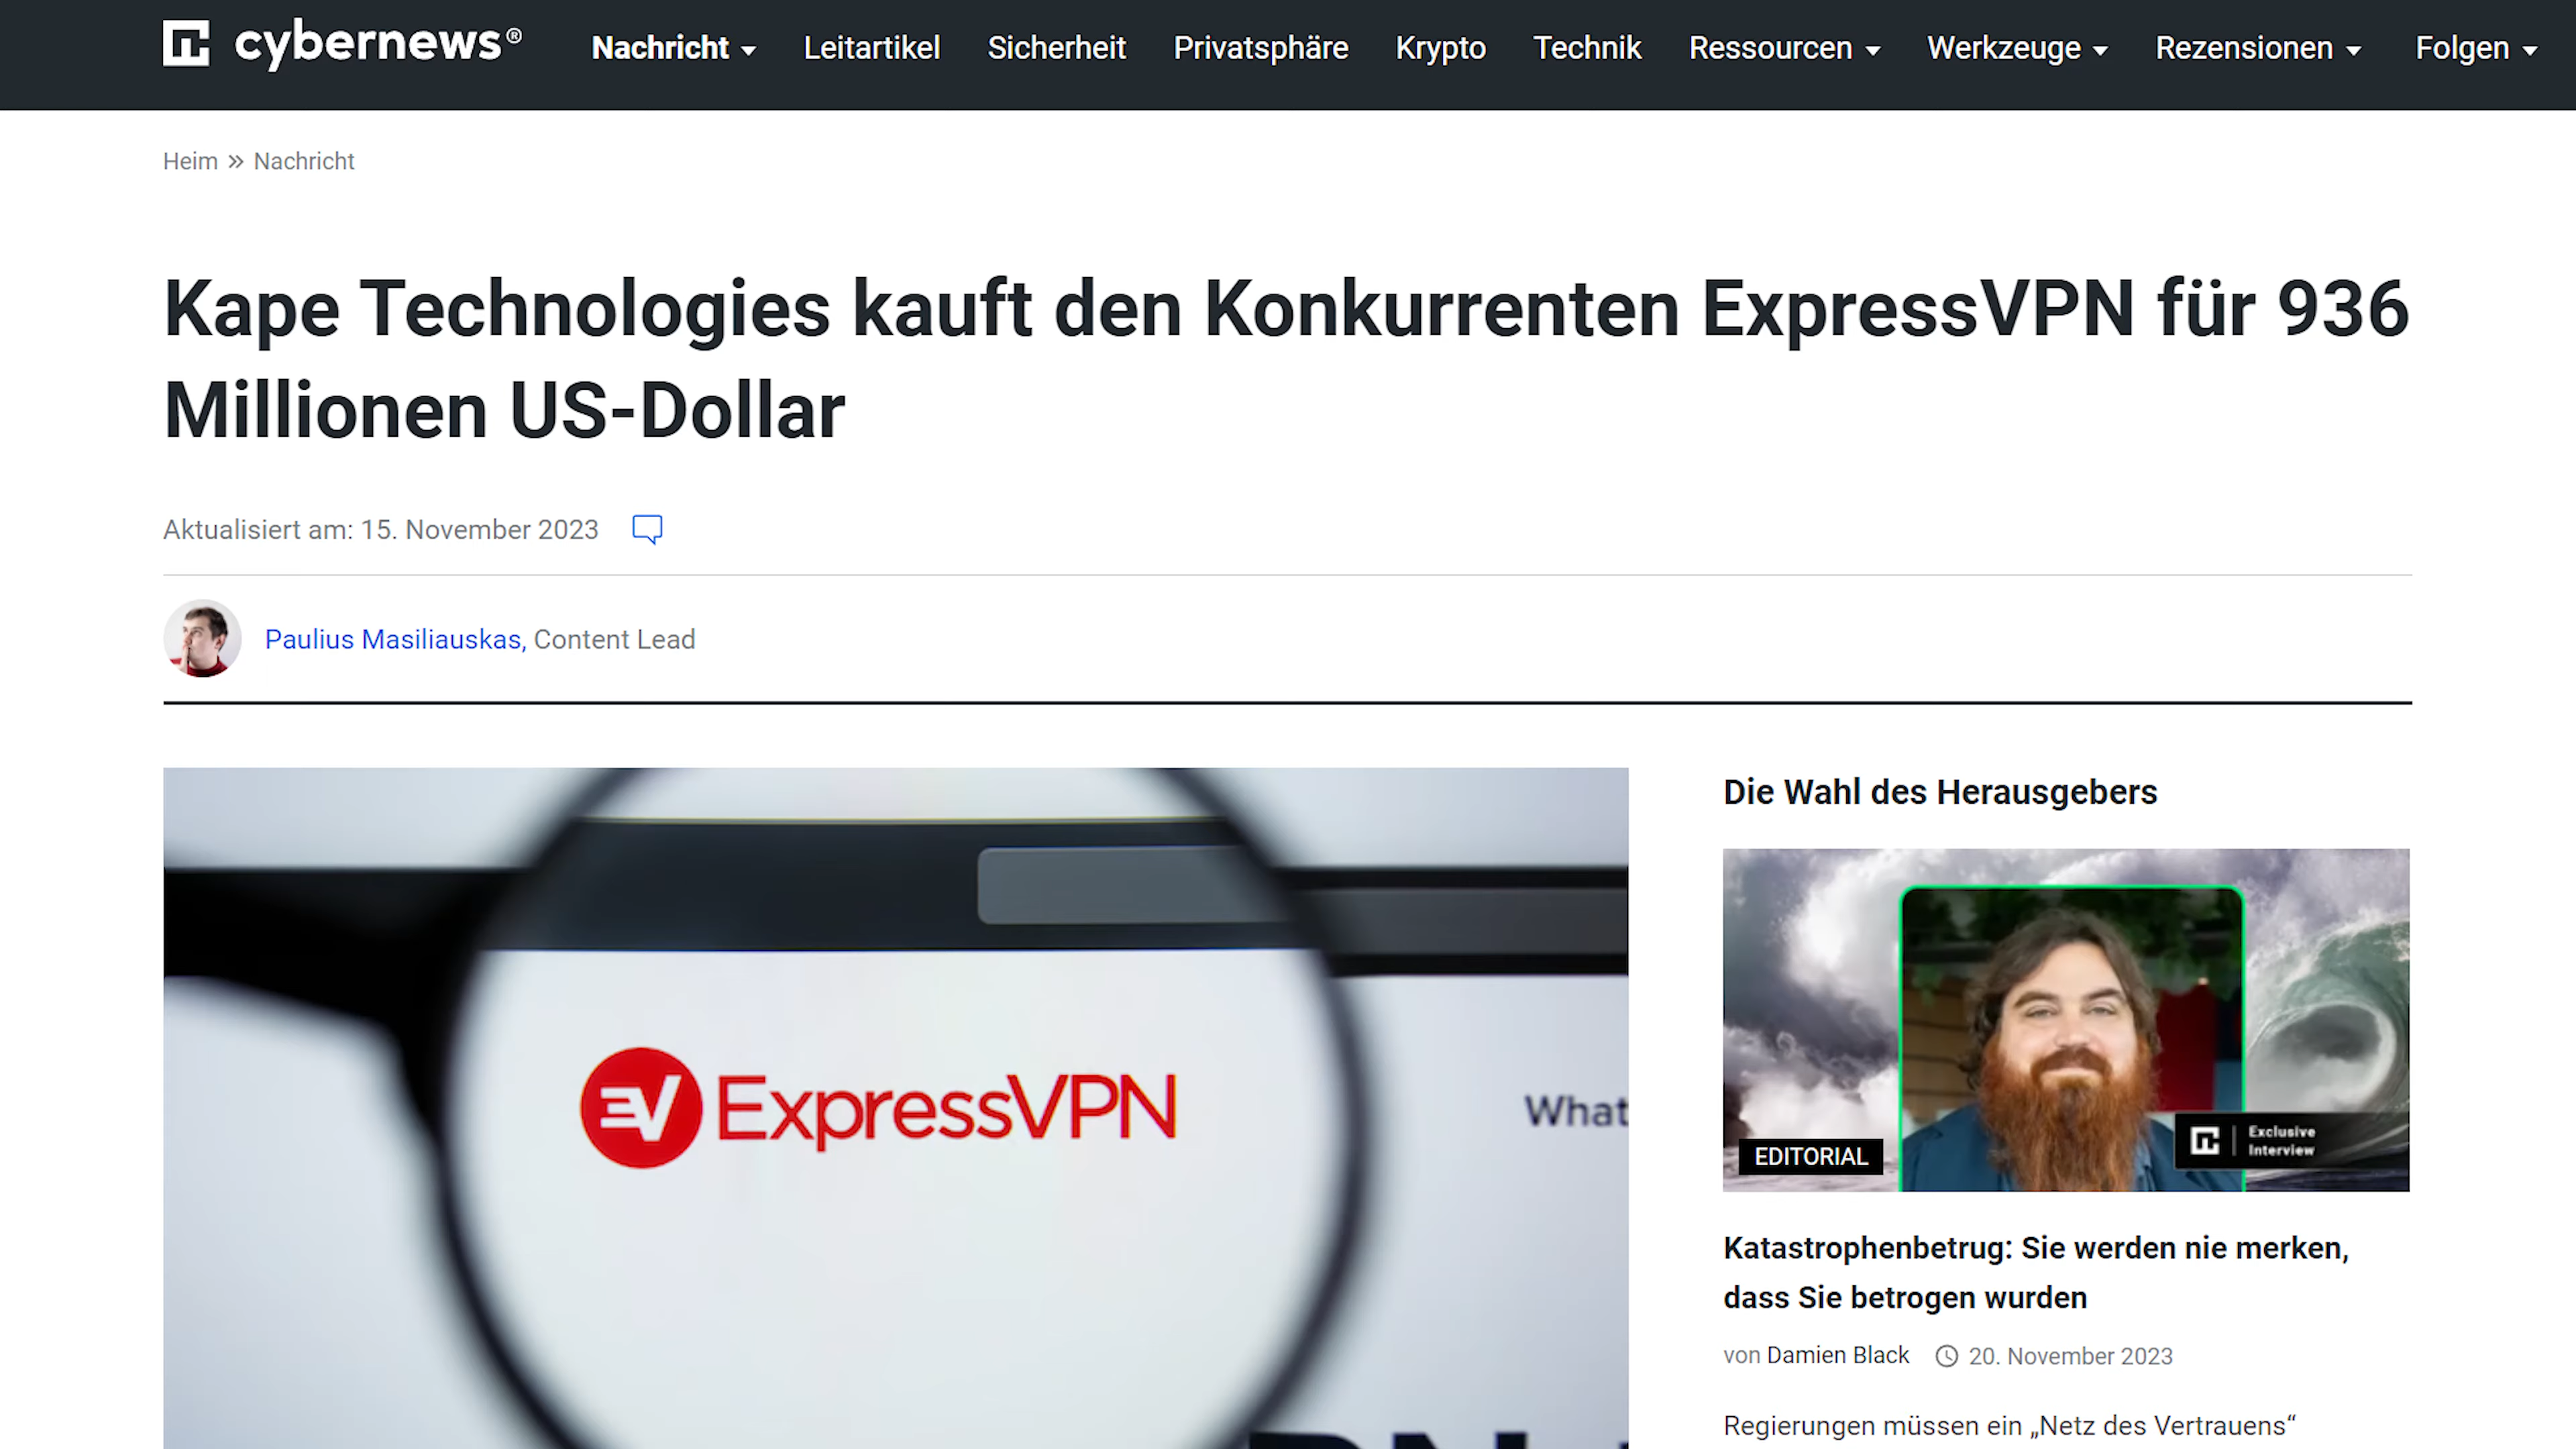 cybernews®
Nachricht
Leitartikel
Sicherheit
Privatsphäre
Krypto
Technik
Ressourcen
Werkzeuge
Rezensionen
Folgen
Heim » Nachricht
Kape Technologies kauft den Konkurrenten ExpressVPN für 936
Millionen US-Dollar
Aktualisiert am: 15. November 2023
Paulius Masiliauskas, Content Lead
EV ExpressVPN
What
Die Wahl des Herausgebers
EDITORIAL
Exclusive
Interview
Katastrophenbetrug: Sie werden nie merken,
dass Sie betrogen wurden
von Damien Black
20. November 2023
Regierungen müssen ein „Netz des Vertrauens“